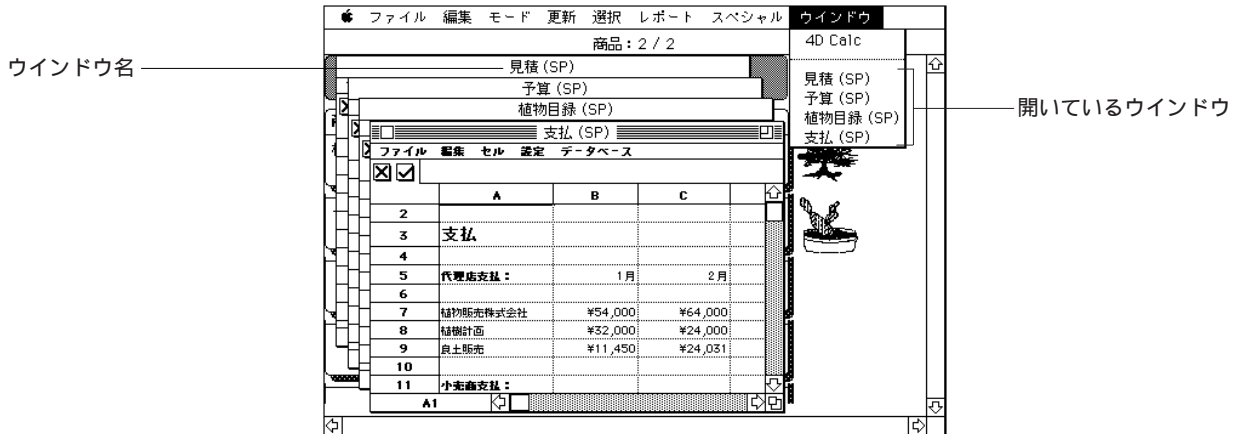 ファイル 編集 モード 更新 選択 レポート スペシャル ウインドウ
商品：2 / 2
4D Calc
ウインドウ名
見積 (SP)
予算 (SP)
植物目録 (SP)
支払 (SP)
見積 (SP)
予算 (SP)
植物目録 (SP)
支払 (SP)
開いているウインドウ
ファイル 編集 セル 設定 データベース
A B C
2
3 支払
4
5 代理店支払： 1月 2月
6
7 植物販売株式会社 ¥54,000 ¥64,000
8 植樹計画 ¥32,000 ¥24,000
9 良土販売 ¥11,450 ¥24,031
10
11 小売商支払：
A1